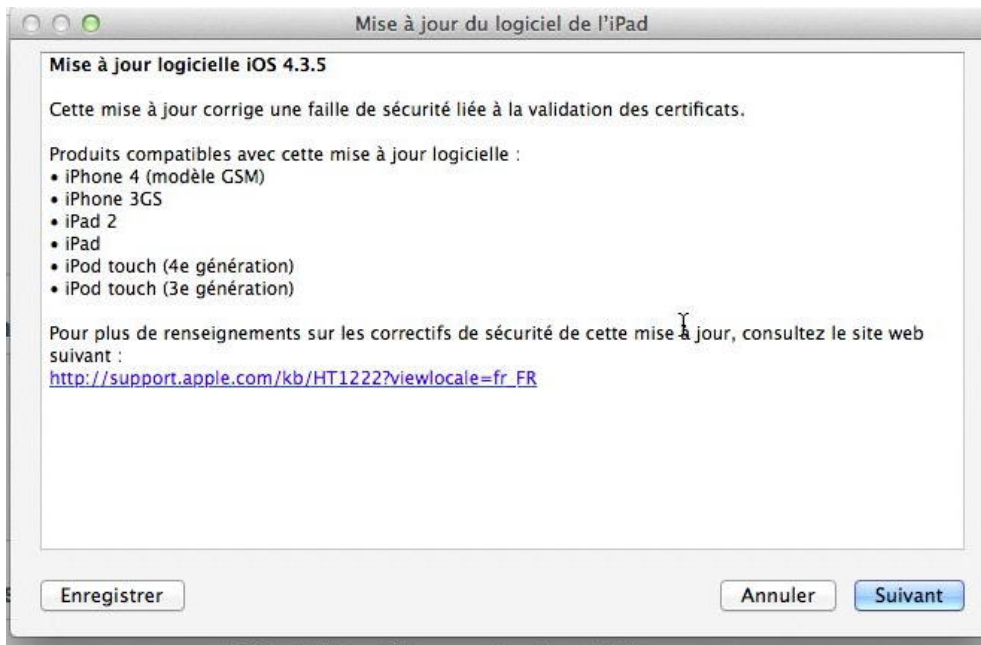 Mise à jour du logiciel de l'iPad
Mise à jour logicielle iOS 4.3.5
Cette mise à jour corrige une faille de sécurité liée à la validation des certificats.
Produits compatibles avec cette mise à jour logicielle :
• iPhone 4 (modèle GSM)
• iPhone 3GS
• iPad 2
• iPad
• iPod touch (4e génération)
• iPod touch (3e génération)
Pour plus de renseignements sur les correctifs de sécurité de cette mise à jour, consultez le site web
suivant :
http://support.apple.com/kb/HT1222?viewlocale=fr_FR
Enregistrer Annuler Suivant